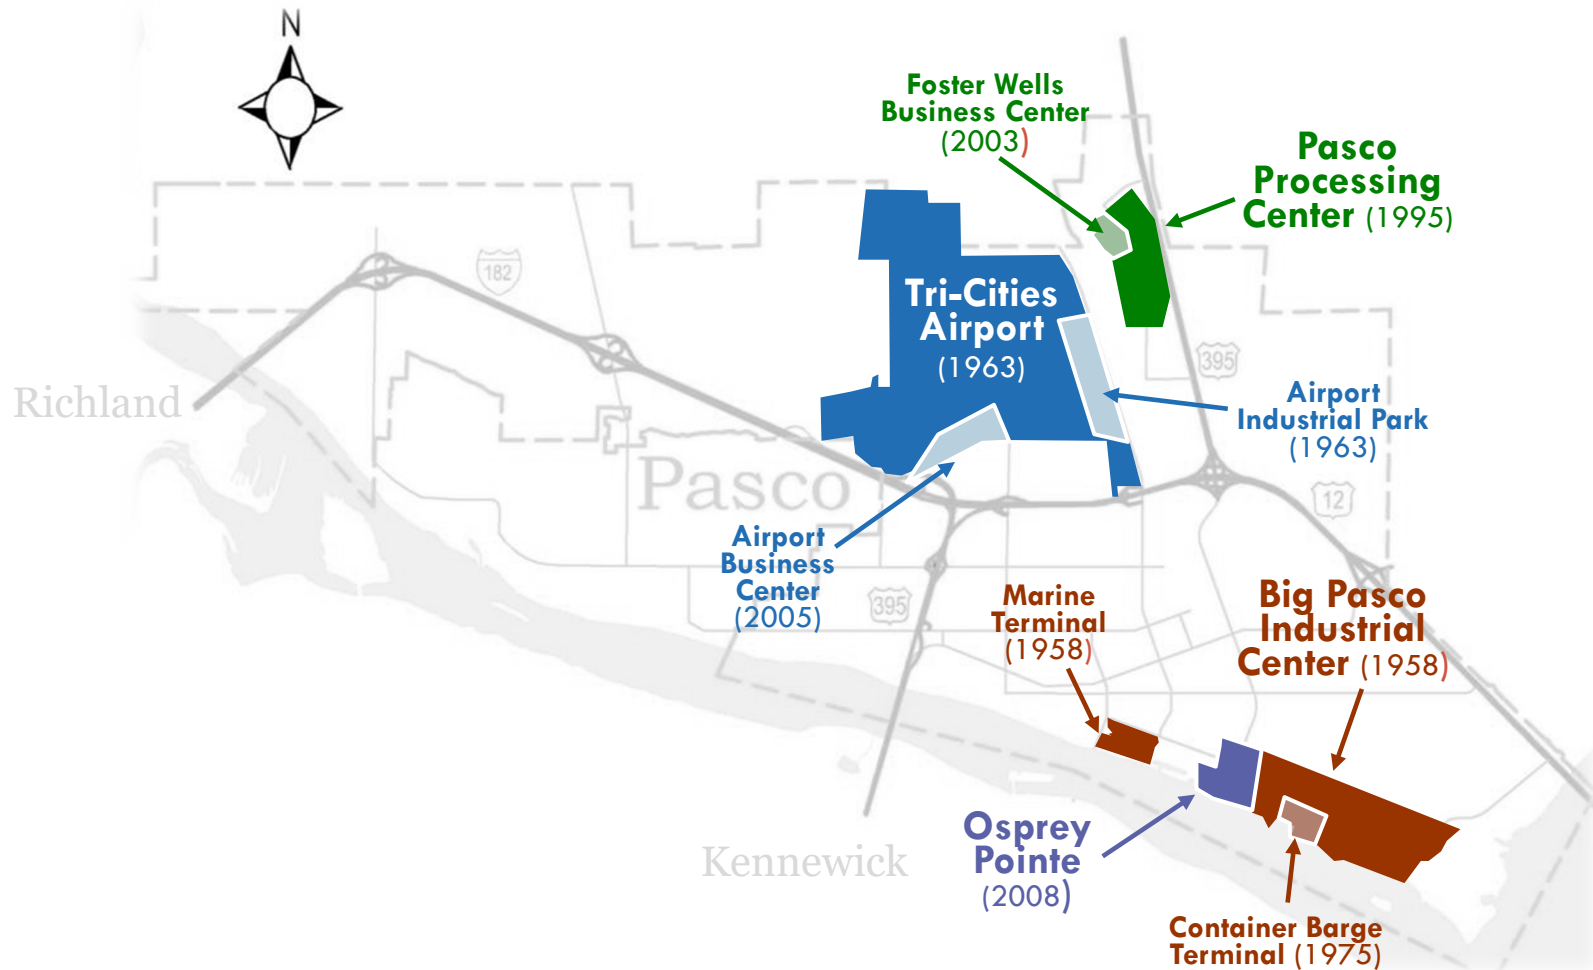 N
Foster Wells
Business Center
(2003)
Pasco
Processing
Center (1995)
182
Tri-Cities
Airport
(1963)
395
Richland
Airport
Industrial Park
(1963)
Pasco
12
Airport
Business
Center
(2005)
395
Marine
Terminal
(1958)
Big Pasco
Industrial
Center (1958)
Osprey
Pointe
(2008)
Kennewick
Container Barge
Terminal (1975)